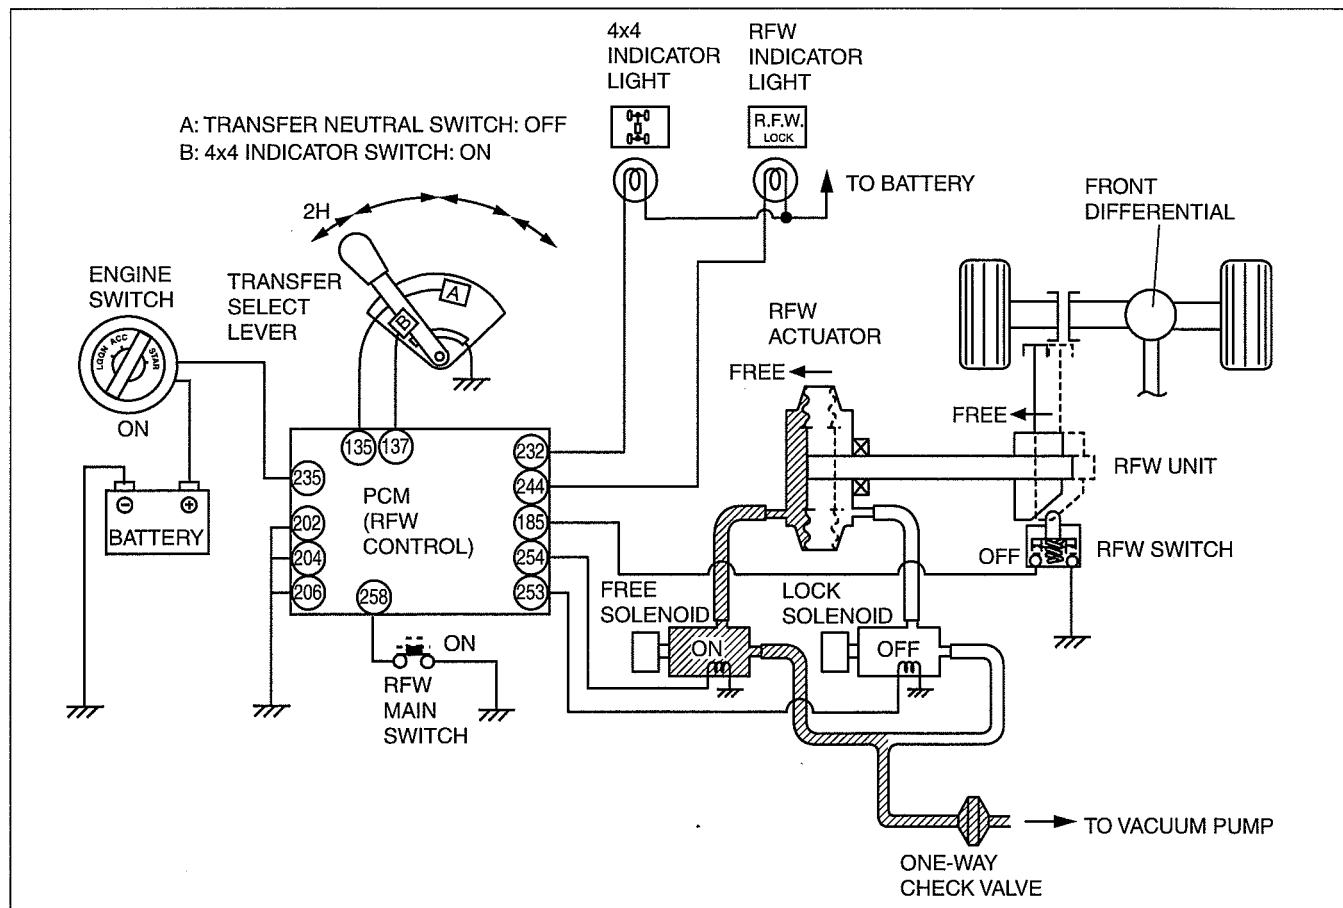 4x4
INDICATOR
LIGHT
RFW
INDICATOR
LIGHT
R.F.W.
LOCK
A: TRANSFER NEUTRAL SWITCH: OFF
B: 4x4 INDICATOR SWITCH: ON
TO BATTERY
FRONT
DIFFERENTIAL
2H
ENGINE
SWITCH
TRANSFER
SELECT
LEVER
A
B
ACC
STAR
ON
RFW
ACTUATOR
FREE
FREE
135
137
232
235
244
PCM
(RFW
CONTROL)
RFW UNIT
BATTERY
202
185
204
254
206
258
253
OFF
RFW SWITCH
FREE
SOLENOID
LOCK
SOLENOID
ON
RFW
MAIN
SWITCH
ON
OFF
TO VACUUM PUMP
ONE-WAY
CHECK VALVE